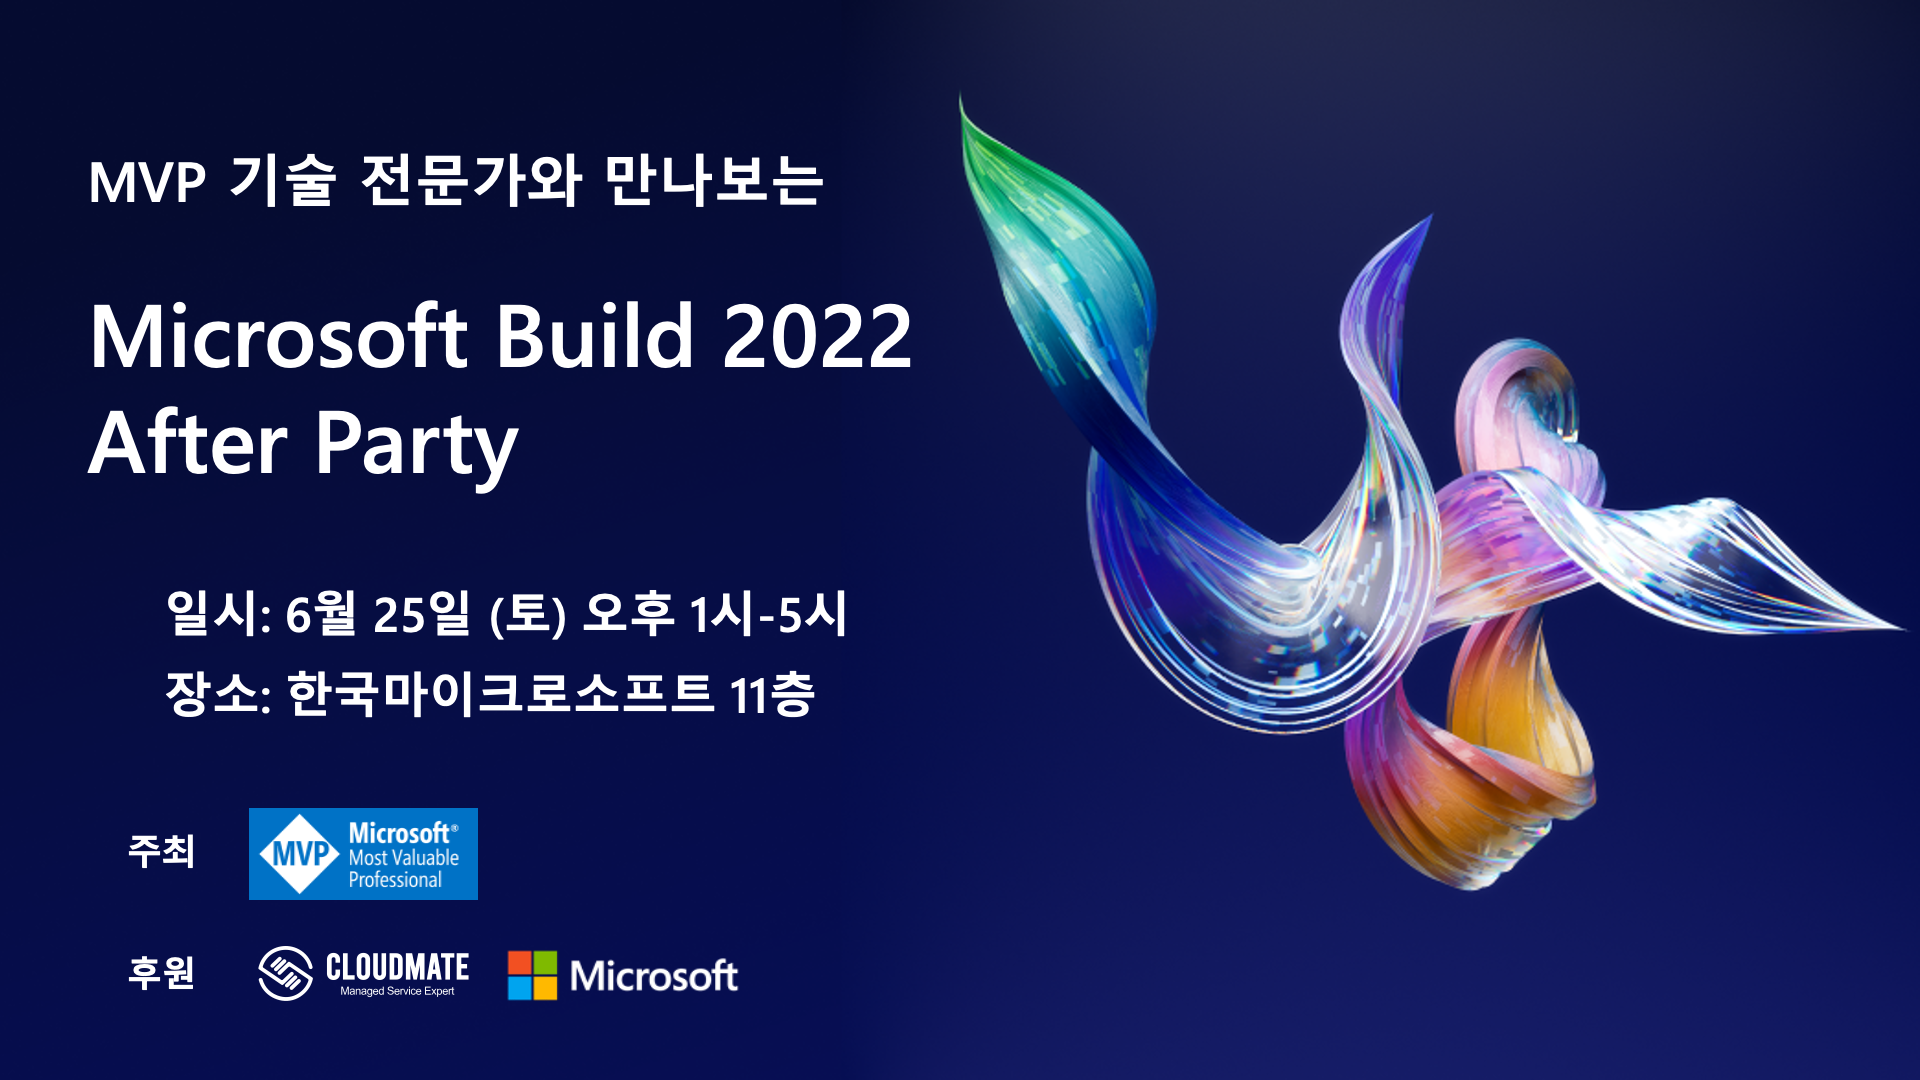 MVP 기술 전문가와 만나보는
Microsoft Build 2022
After Party
일시: 6월 25일 (토) 오후 1시-5시
장소: 한국마이크로소프트 11층
주최
MVP
Microsoft®
Most Valuable
Professional
후원
CLOUDMATE
Managed Service Expert
Microsoft